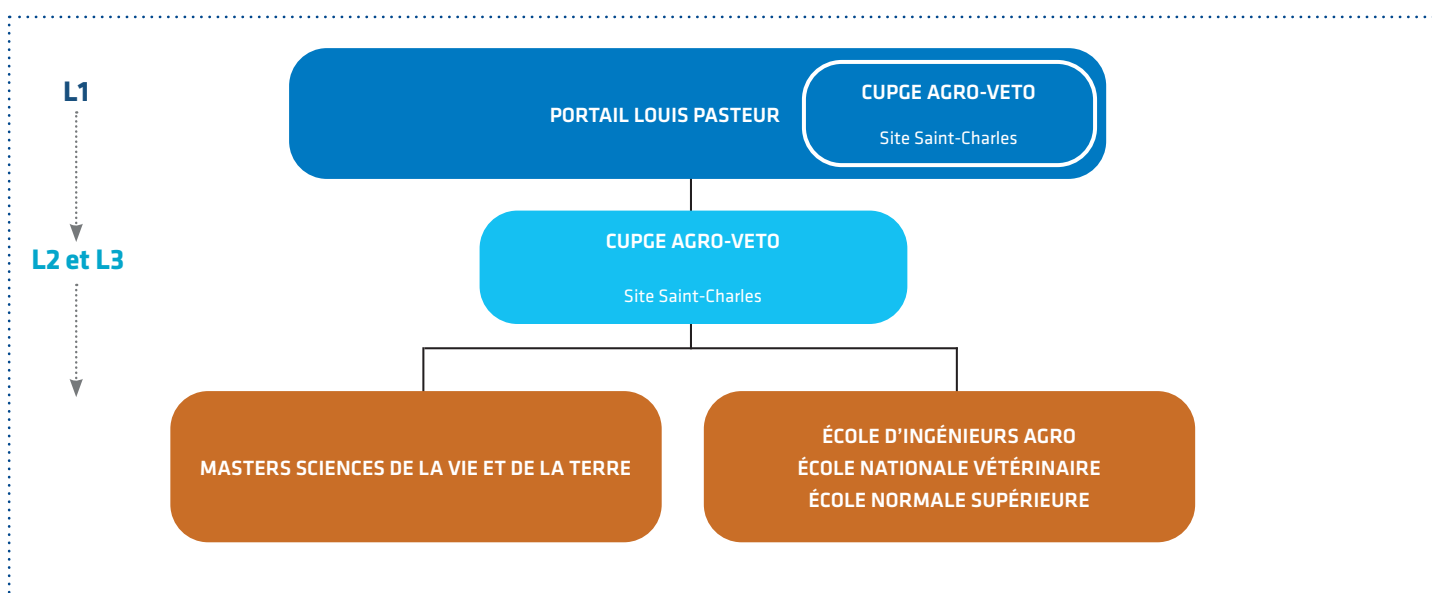 L1
PORTAIL LOUIS PASTEUR
CUPGE AGRO-VETO
Site Saint-Charles
L2 et L3
CUPGE AGRO-VETO
Site Saint-Charles
MASTERS SCIENCES DE LA VIE ET DE LA TERRE
ÉCOLE D'INGÉNIEURS AGRO
ÉCOLE NATIONALE VÉTÉRINAIRE
ÉCOLE NORMALE SUPÉRIEURE